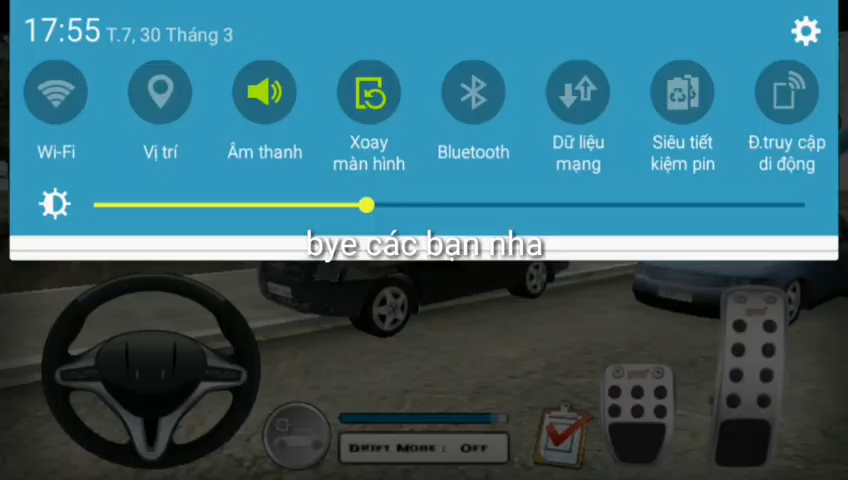 17:55 T.7, 30 Tháng 3
Wi-Fi
Vị trí
Âm thanh
Xoay
màn hình
Bluetooth
Dữ liệu
mạng
Siêu tiết
kiệm pin
Đ.truy cập
di động
bye các bạn nha
Drift Mode : Off